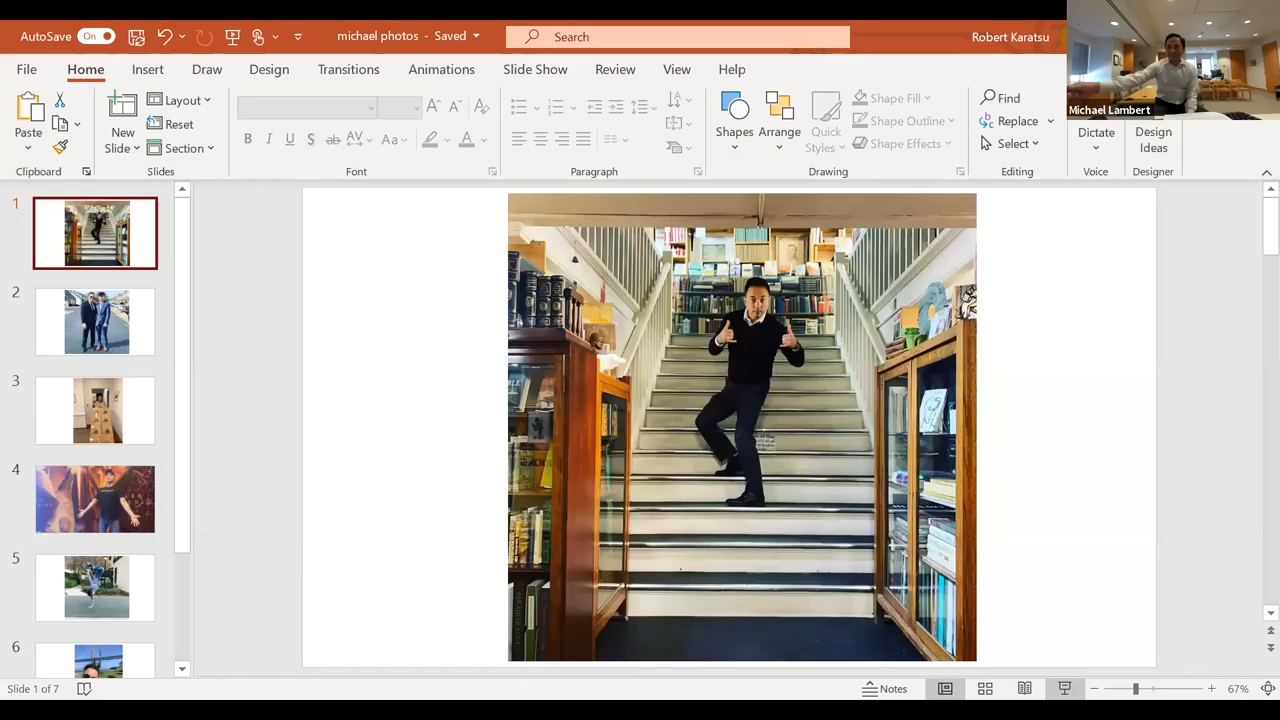 AutoSave On michael photos - Saved Search Robert Karatsu
File Home Insert Draw Design Transitions Animations Slide Show Review View Help
Michael Lambert
Paste
New
Slide
Layout
Reset
Section
B I U S ab AV Aa A
Shapes Arrange Quick
Styles
Shape Fill
Shape Outline
Shape Effects
Find
Replace
Select
Dictate Design
Ideas
Clipboard Slides Font Paragraph Drawing Editing Voice Designer
1
2
3
4
5
6
Slide 1 of 7 Notes 67%